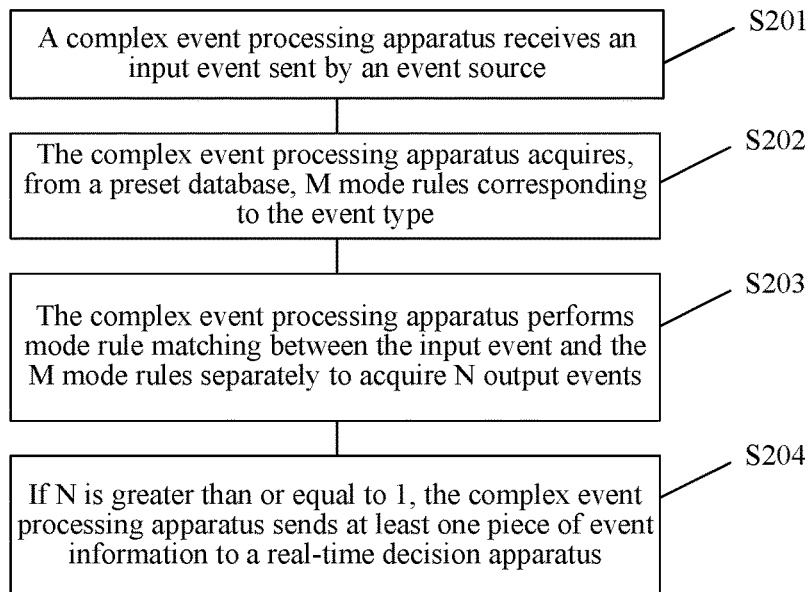 A complex event processing apparatus receives an
input event sent by an event source
S201
The complex event processing apparatus acquires,
from a preset database, M mode rules corresponding
to the event type
S202
The complex event processing apparatus performs
mode rule matching between the input event and the
M mode rules separately to acquire N output events
S203
If N is greater than or equal to 1, the complex event
processing apparatus sends at least one piece of event
information to a real-time decision apparatus
S204